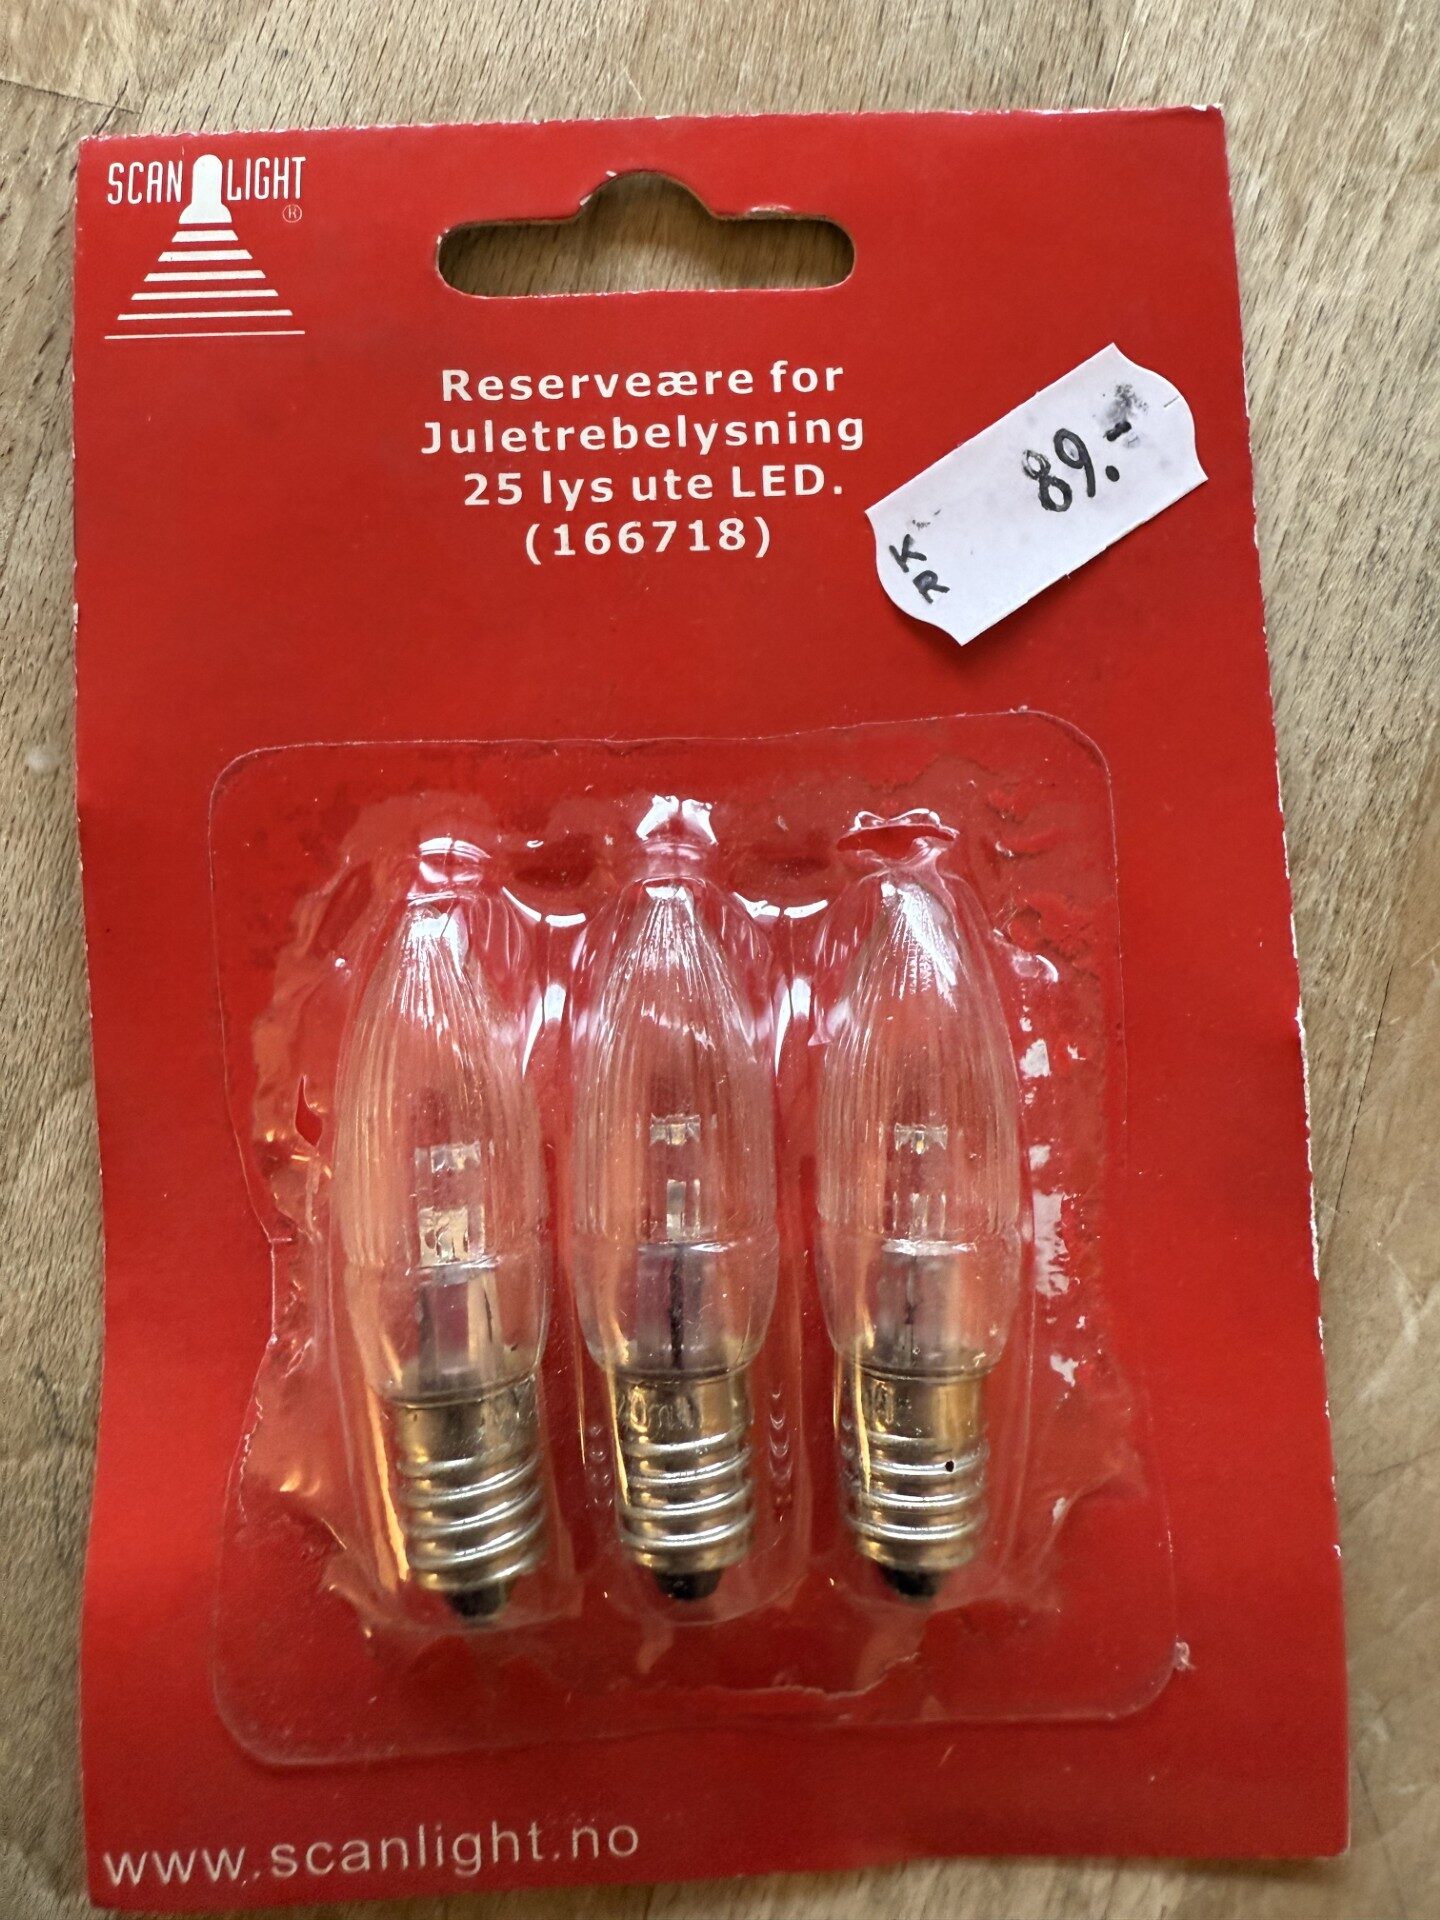 SCAN LIGHT
®
Reserveære for
Juletrebelysning
25 lys ute LED.
(166718)
89.-
KR
www.scanlight.no